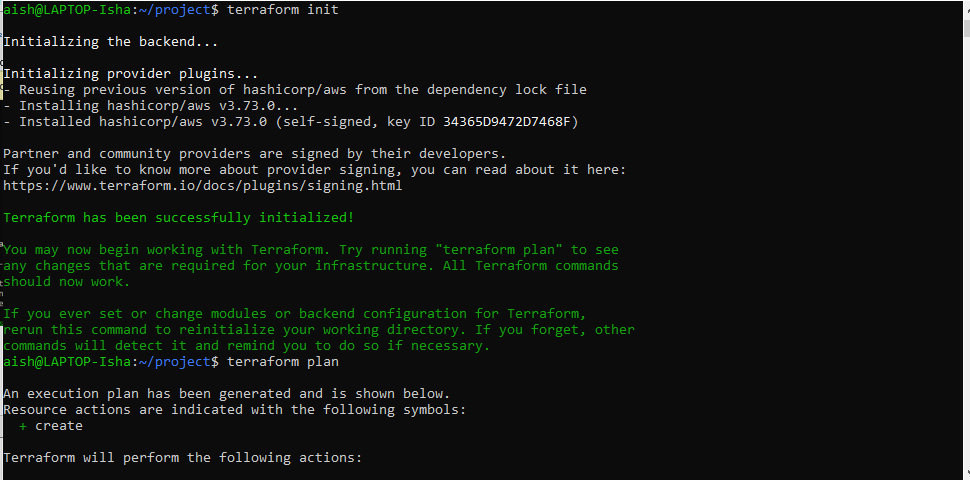 aish@LAPTOP-Isha:~/project$ terraform init
Initializing the backend...
Initializing provider plugins...
- Reusing previous version of hashicorp/aws from the dependency lock file
- Installing hashicorp/aws v3.73.0...
- Installed hashicorp/aws v3.73.0 (self-signed, key ID 34365D9472D7468F)
Partner and community providers are signed by their developers.
If you'd like to know more about provider signing, you can read about it here:
https://www.terraform.io/docs/plugins/signing.html
Terraform has been successfully initialized!
You may now begin working with Terraform. Try running "terraform plan" to see
any changes that are required for your infrastructure. All Terraform commands
should now work.
If you ever set or change modules or backend configuration for Terraform,
rerun this command to reinitialize your working directory. If you forget, other
commands will detect it and remind you to do so if necessary.
aish@LAPTOP-Isha:~/project$ terraform plan
An execution plan has been generated and is shown below.
Resource actions are indicated with the following symbols:
+ create
Terraform will perform the following actions: